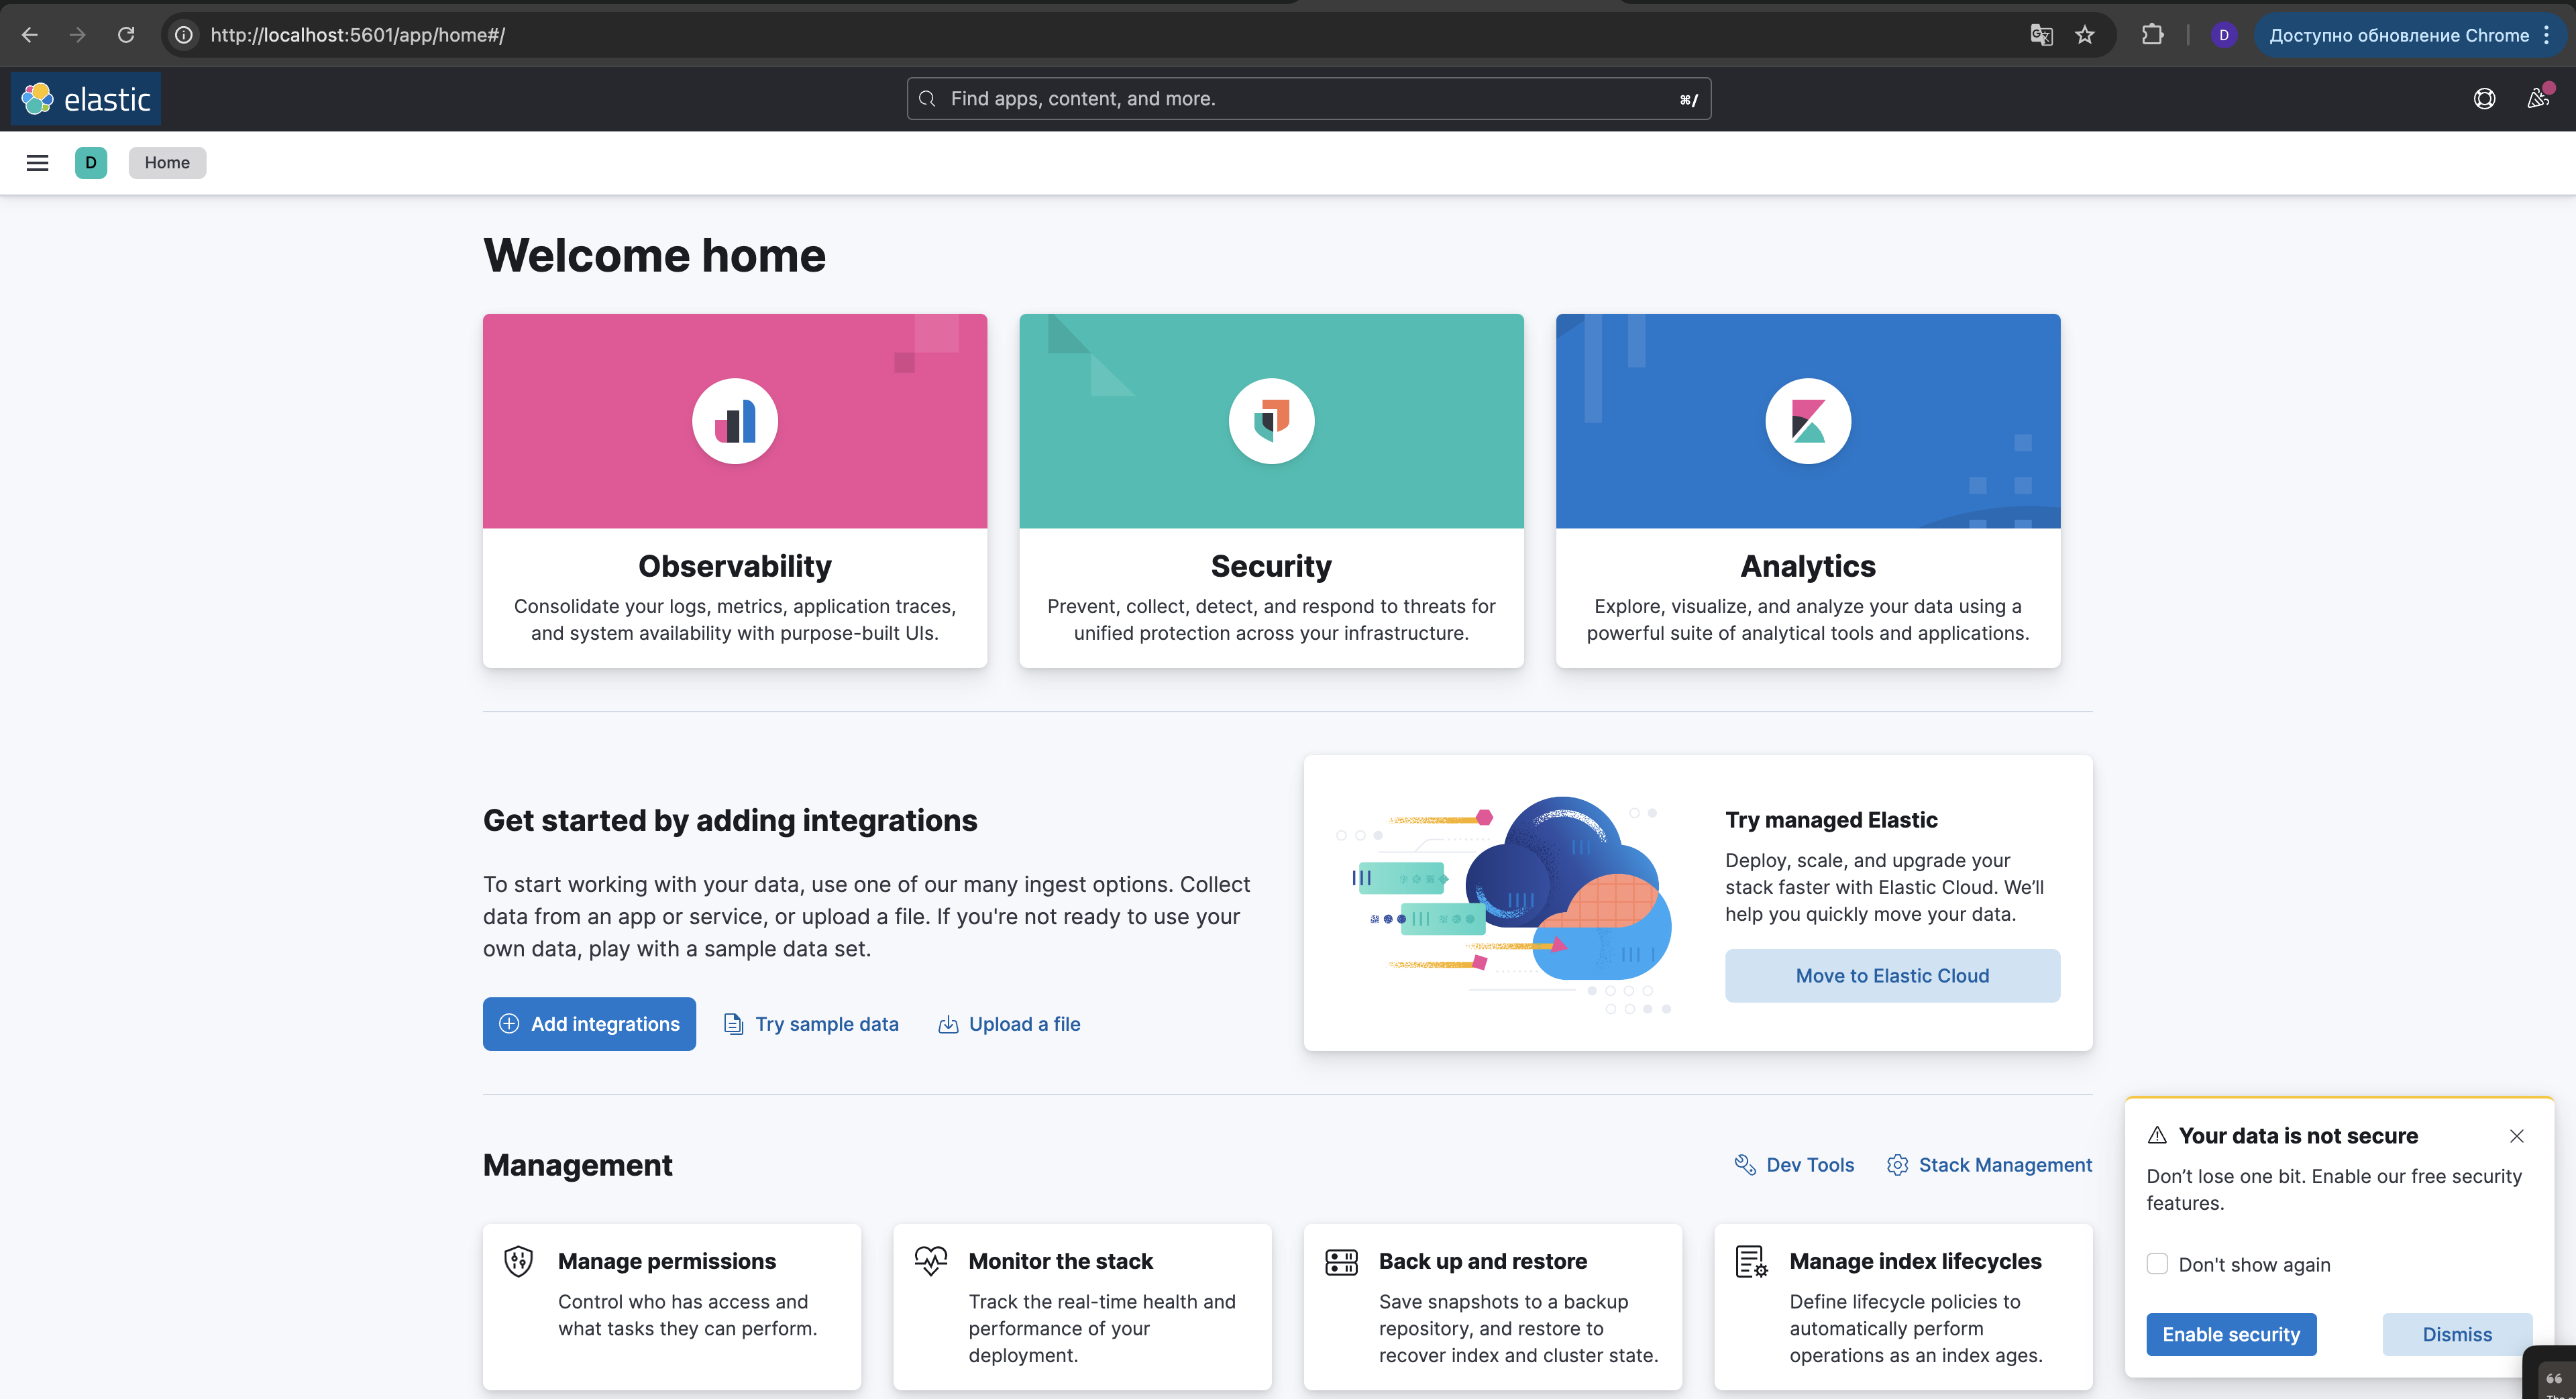 http://localhost:5601/app/home#/
D
Доступно обновление Chrome
elastic
Find apps, content, and more.
⌘/
D
Home
Welcome home
Observability
Consolidate your logs, metrics, application traces,
and system availability with purpose-built UIs.
Security
Prevent, collect, detect, and respond to threats for
unified protection across your infrastructure.
Analytics
Explore, visualize, and analyze your data using a
powerful suite of analytical tools and applications.
Get started by adding integrations
To start working with your data, use one of our many ingest options. Collect
data from an app or service, or upload a file. If you're not ready to use your
own data, play with a sample data set.
Add integrations
Try sample data
Upload a file
Try managed Elastic
Deploy, scale, and upgrade your
stack faster with Elastic Cloud. We’ll
help you quickly move your data.
Move to Elastic Cloud
Management
Dev Tools
Stack Management
Manage permissions
Control who has access and
what tasks they can perform.
Monitor the stack
Track the real-time health and
performance of your
deployment.
Back up and restore
Save snapshots to a backup
repository, and restore to
recover index and cluster state.
Manage index lifecycles
Define lifecycle policies to
automatically perform
operations as an index ages.
Your data is not secure
Don’t lose one bit. Enable our free security
features.
Don't show again
Enable security
Dismiss